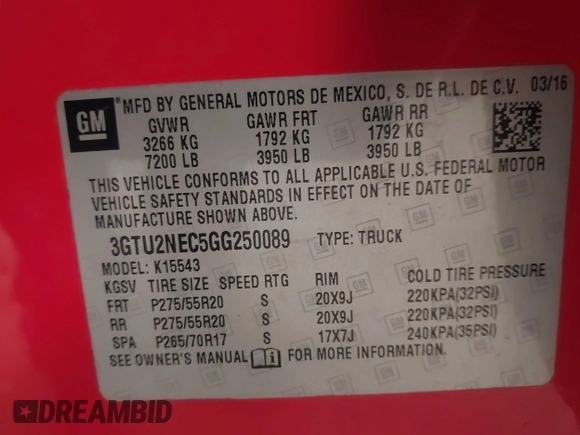 GM
® MFD BY GENERAL MOTORS DE MEXICO, S. DE R.L. DE C.V. 03/16
GVWR GAWR FRT GAWR RR
3266 KG 1792 KG 1792 KG
7200 LB 3950 LB 3950 LB
THIS VEHICLE CONFORMS TO ALL APPLICABLE U.S. FEDERAL MOTOR
VEHICLE SAFETY STANDARDS IN EFFECT ON THE DATE OF
MANUFACTURE SHOWN ABOVE.
3GTU2NEC5GG250089 TYPE: TRUCK
MODEL: K15543
KGSV TIRE SIZE SPEED RTG RIM COLD TIRE PRESSURE
FRT P275/55R20 S 20X9J 220KPA(32PSI)
RR P275/55R20 S 20X9J 220KPA(32PSI)
SPA P265/70R17 S 17X7J 240KPA(35PSI)
SEE OWNER'S MANUAL FOR MORE INFORMATION.
DREAMBID